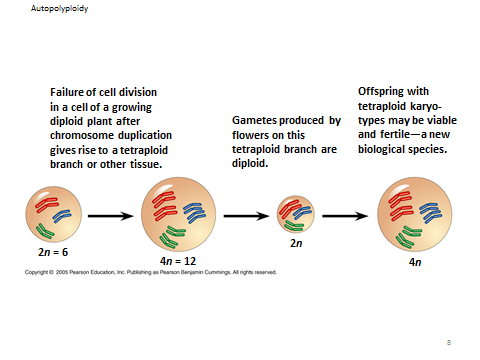 Autopolyploidy
Failure of cell division
in a cell of a growing
diploid plant after
chromosome duplication
gives rise to a tetraploid
branch or other tissue.
Gametes produced by
flowers on this
tetraploid branch are
diploid.
Offspring with
tetraploid karyo-
types may be viable
and fertile—a new
biological species.
2n = 6
4n = 12
2n
4n
Copyright © 2005 Pearson Education, Inc. Publishing as Pearson Benjamin Cummings. All rights reserved.
8